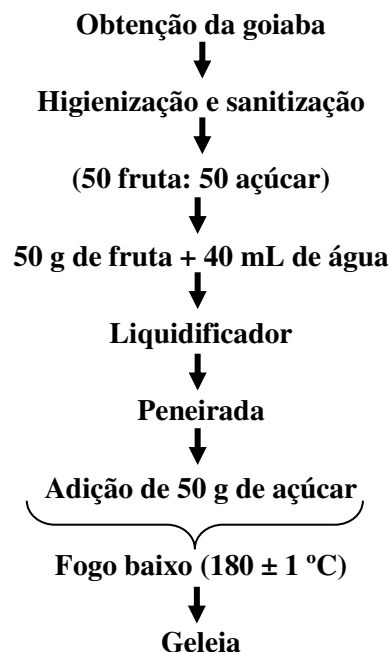 Obtenção da goiaba
Higienização e sanitização
(50 fruta: 50 açúcar)
50 g de fruta + 40 mL de água
Liquidificador
Peneirada
Adição de 50 g de açúcar
Fogo baixo (180 ± 1 ºC)
Geleia